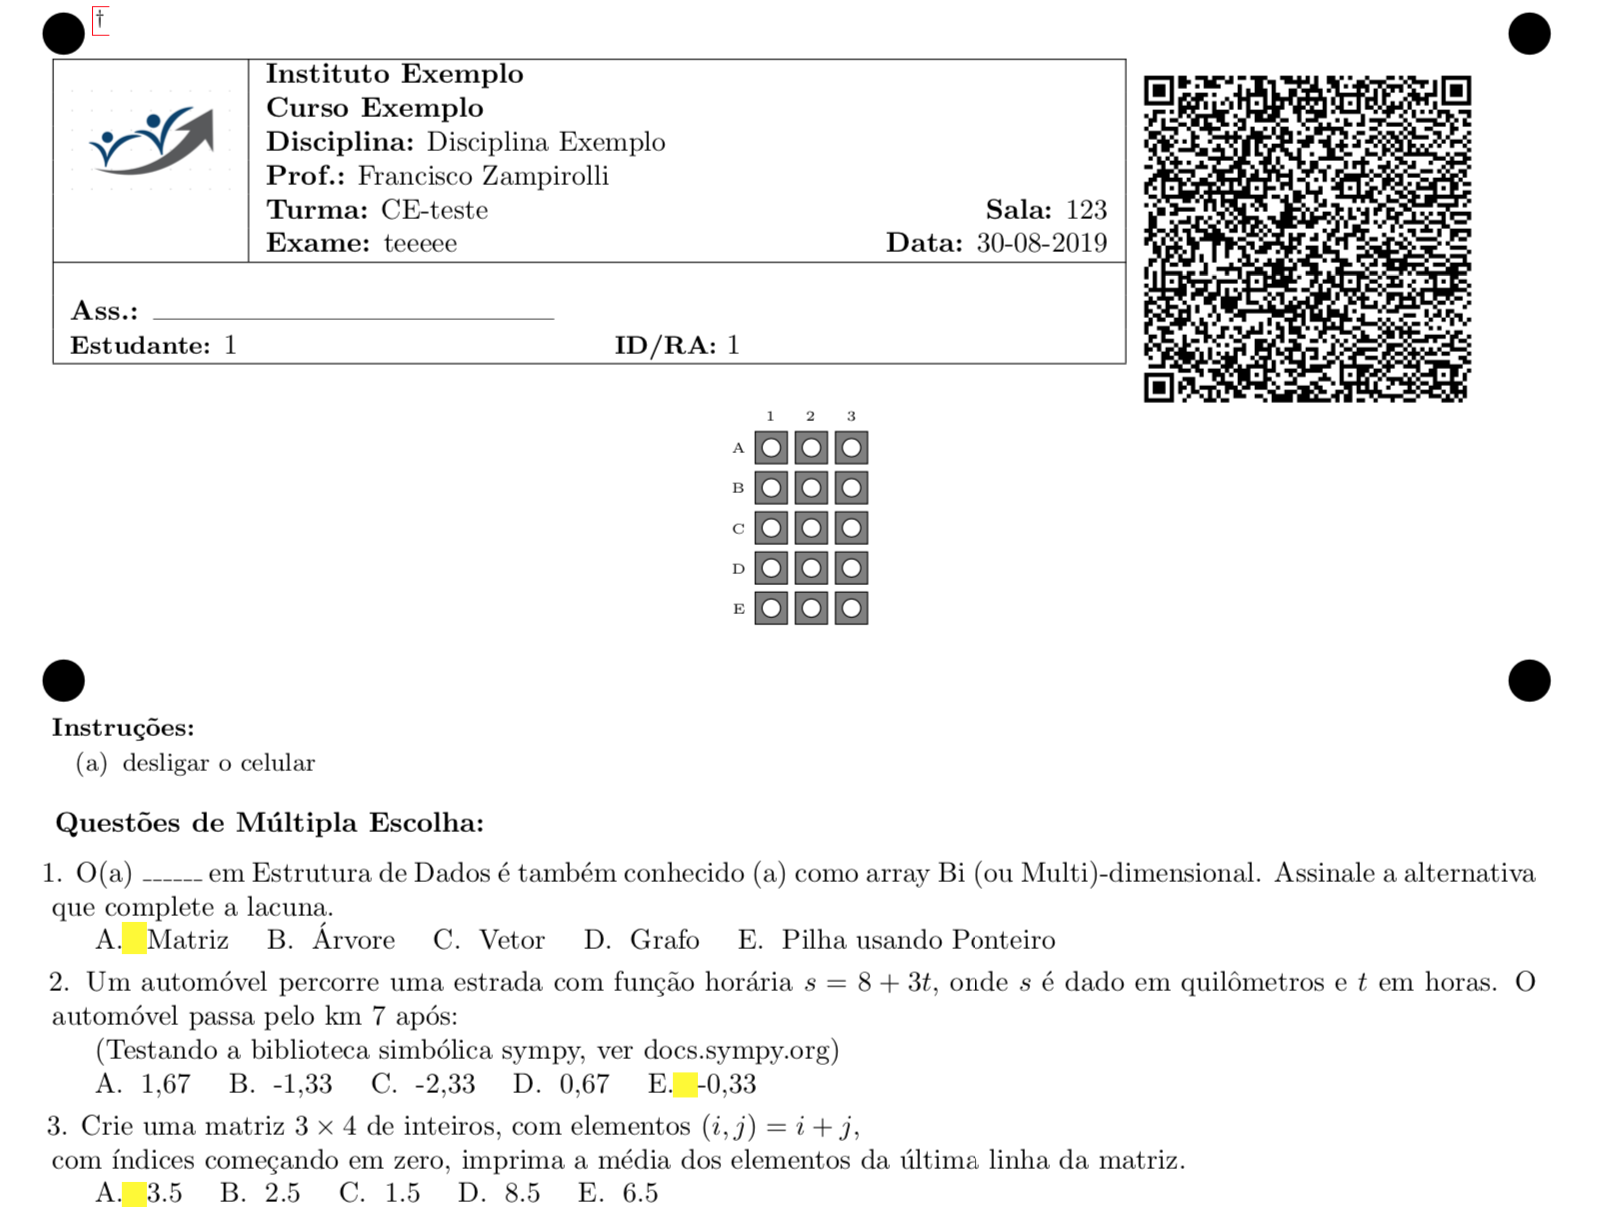 †
Instituto Exemplo
Curso Exemplo
Disciplina: Disciplina Exemplo
Prof.: Francisco Zampirolli
Turma: CE-teste Sala: 123
Exame: teeeee Data: 30-08-2019
Ass.: 
Estudante: 1 ID/RA: 1
1 2 3
A
B
C
D
E
Instruções:
(a) desligar o celular
Questões de Múltipla Escolha:
1. O(a) ______ em Estrutura de Dados é também conhecido (a) como array Bi (ou Multi)-dimensional. Assinale a alternativa
que complete a lacuna.
A. Matriz B. Árvore C. Vetor D. Grafo E. Pilha usando Ponteiro
2. Um automóvel percorre uma estrada com função horária s = 8 + 3t, onde s é dado em quilômetros e t em horas. O
automóvel passa pelo km 7 após:
(Testando a biblioteca simbólica sympy, ver docs.sympy.org)
A. 1,67 B. -1,33 C. -2,33 D. 0,67 E. -0,33
3. Crie uma matriz 3 × 4 de inteiros, com elementos (i, j) = i + j,
com índices começando em zero, imprima a média dos elementos da última linha da matriz.
A. 3.5 B. 2.5 C. 1.5 D. 8.5 E. 6.5